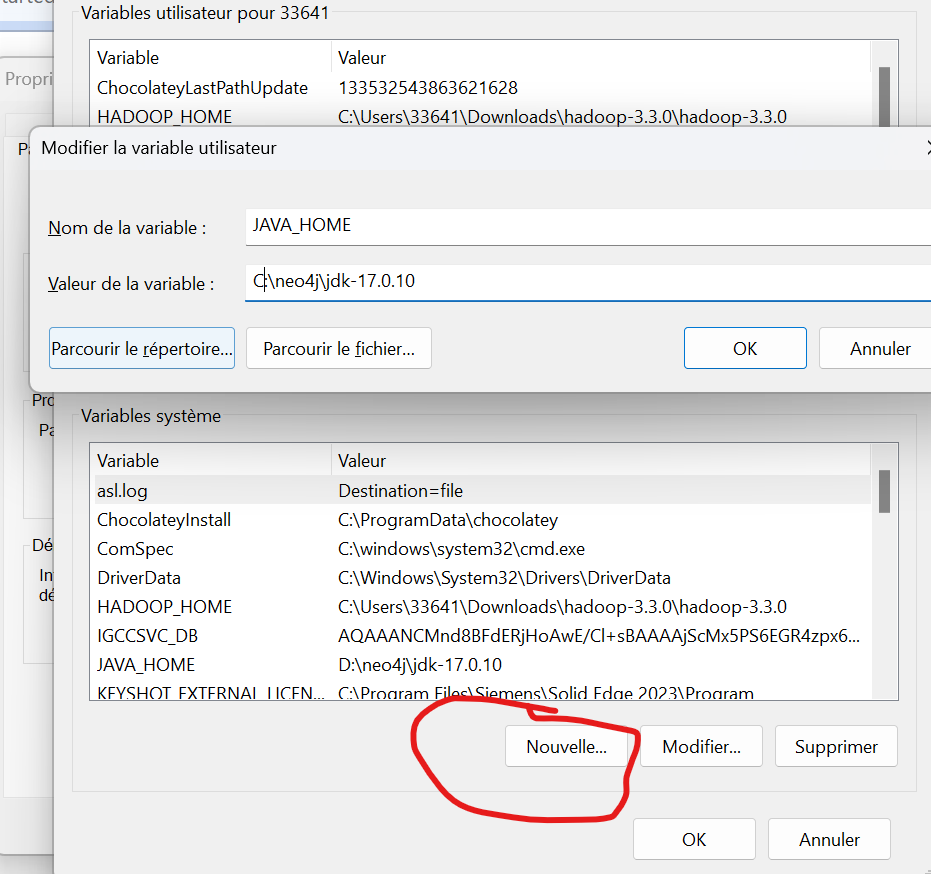 Variables utilisateur pour 33641
Variable Valeur
ChocolateyLastPathUpdate 133532543863621628
HADOOP_HOME C:\Users\33641\Downloads\hadoop-3.3.0\hadoop-3.3.0
Propri
Modifier la variable utilisateur
Nom de la variable : JAVA_HOME
Valeur de la variable : C:\neo4j\jdk-17.0.10
Parcourir le répertoire... Parcourir le fichier... OK Annuler
Pro
Variables système
Pa
Variable Valeur
asl.log Destination=file
ChocolateyInstall C:\ProgramData\chocolatey
Dé
ComSpec C:\windows\system32\cmd.exe
In
DriverData C:\Windows\System32\Drivers\DriverData
dé
HADOOP_HOME C:\Users\33641\Downloads\hadoop-3.3.0\hadoop-3.3.0
IGCCSVC_DB AQAAANCMnd8BFdERjHoAwE/Cl+sBAAAAjScMx5PS6EGR4zpx6...
JAVA_HOME D:\neo4j\jdk-17.0.10
KEYSHOT_EXTERNAL_LICEN... C:\Program Files\Siemens\Solid Edge 2023\Program
Nouvelle... Modifier... Supprimer
OK Annuler